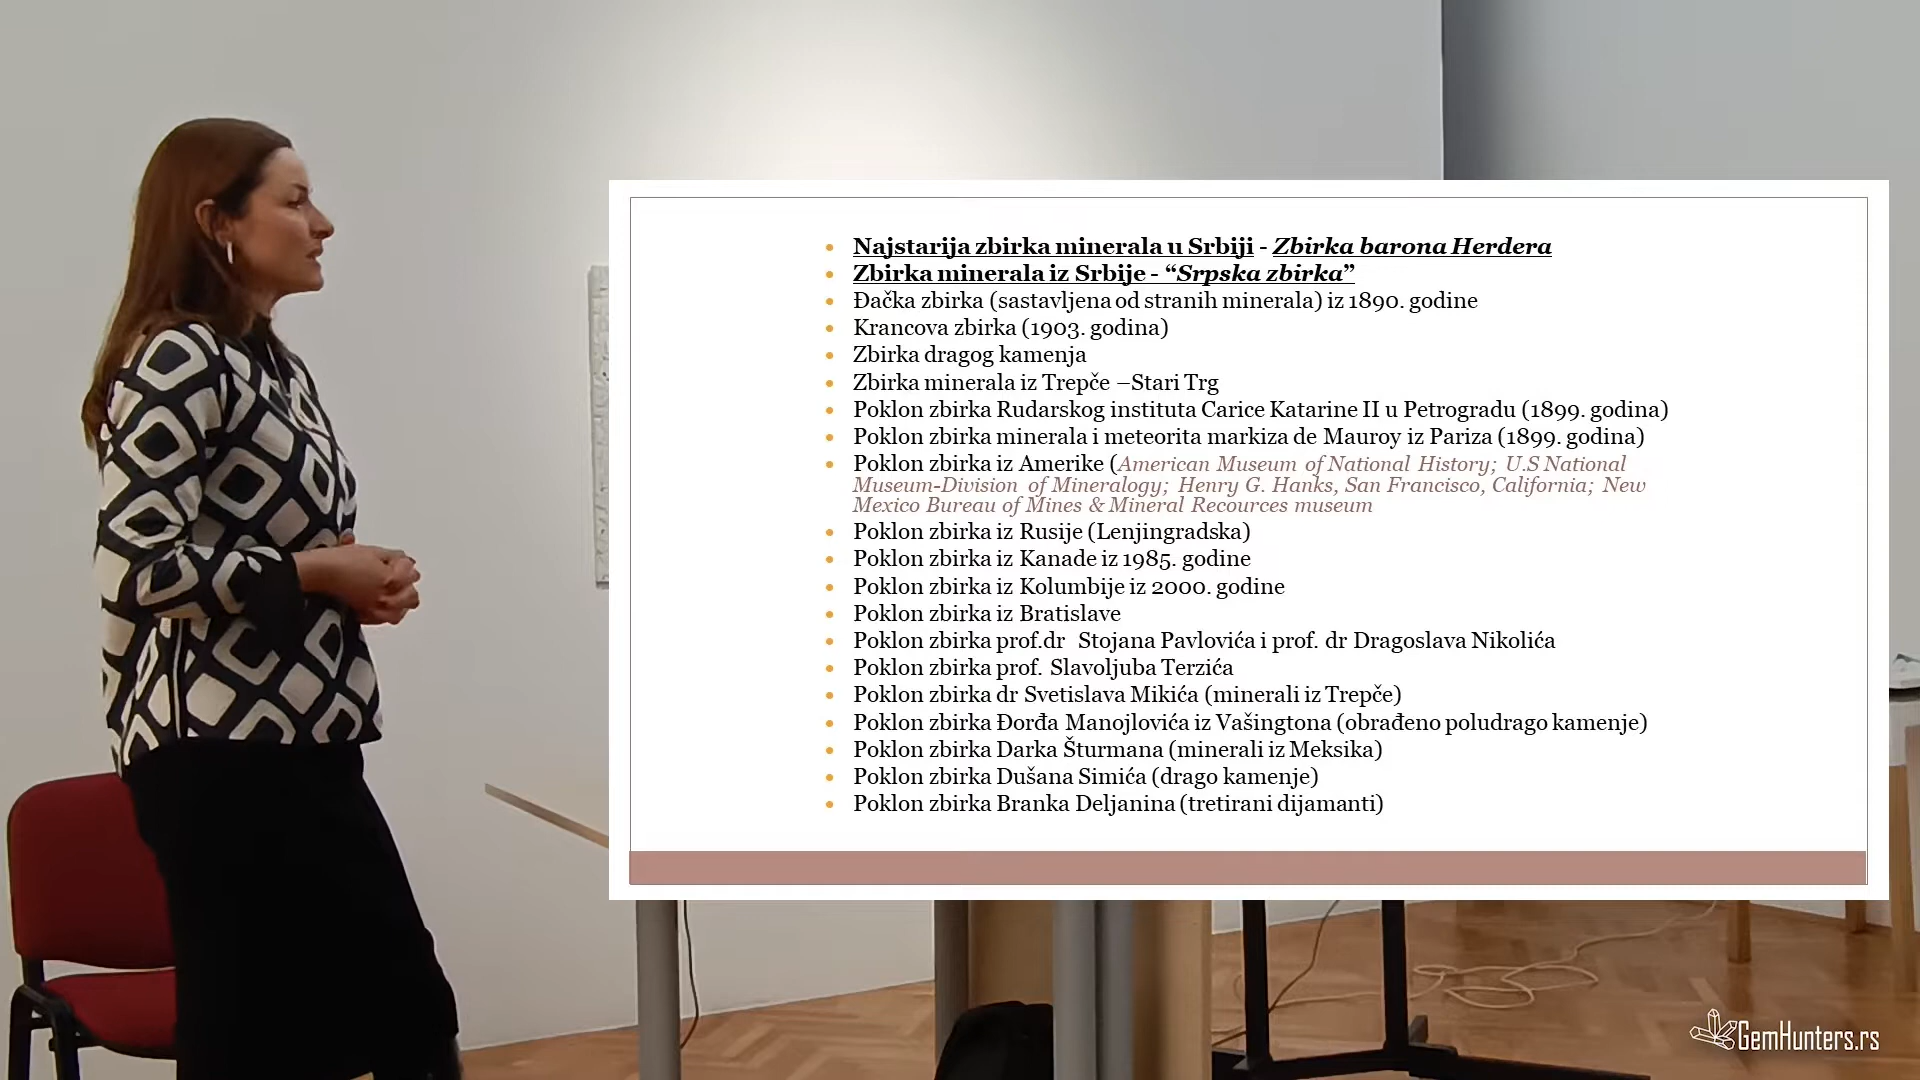 Najstarija zbirka minerala u Srbiji - Zbirka barona Herdera
Zbirka minerala iz Srbije - “Srpska zbirka”
Đačka zbirka (sastavljena od stranih minerala) iz 1890. godine
Krancova zbirka (1903. godina)
Zbirka dragog kamenja
Zbirka minerala iz Trepče –Stari Trg
Poklon zbirka Rudarskog instituta Carice Katarine II u Petrogradu (1899. godina)
Poklon zbirka minerala i meteorita markiza de Mauroy iz Pariza (1899. godina)
Poklon zbirka iz Amerike (American Museum of National History; U.S National
Museum-Division of Mineralogy; Henry G. Hanks, San Francisco, California; New
Mexico Bureau of Mines & Mineral Recources museum
Poklon zbirka iz Rusije (Lenjingradska)
Poklon zbirka iz Kanade iz 1985. godine
Poklon zbirka iz Kolumbije iz 2000. godine
Poklon zbirka iz Bratislave
Poklon zbirka prof.dr Stojana Pavlovića i prof. dr Dragoslava Nikolića
Poklon zbirka prof. Slavoljuba Terzića
Poklon zbirka dr Svetislava Mikića (minerali iz Trepče)
Poklon zbirka Đorđa Manojlovića iz Vašingtona (obrađeno poludrago kamenje)
Poklon zbirka Darka Šturmana (minerali iz Meksika)
Poklon zbirka Dušana Simića (drago kamenje)
Poklon zbirka Branka Deljanina (tretirani dijamanti)
GemHunters.rs